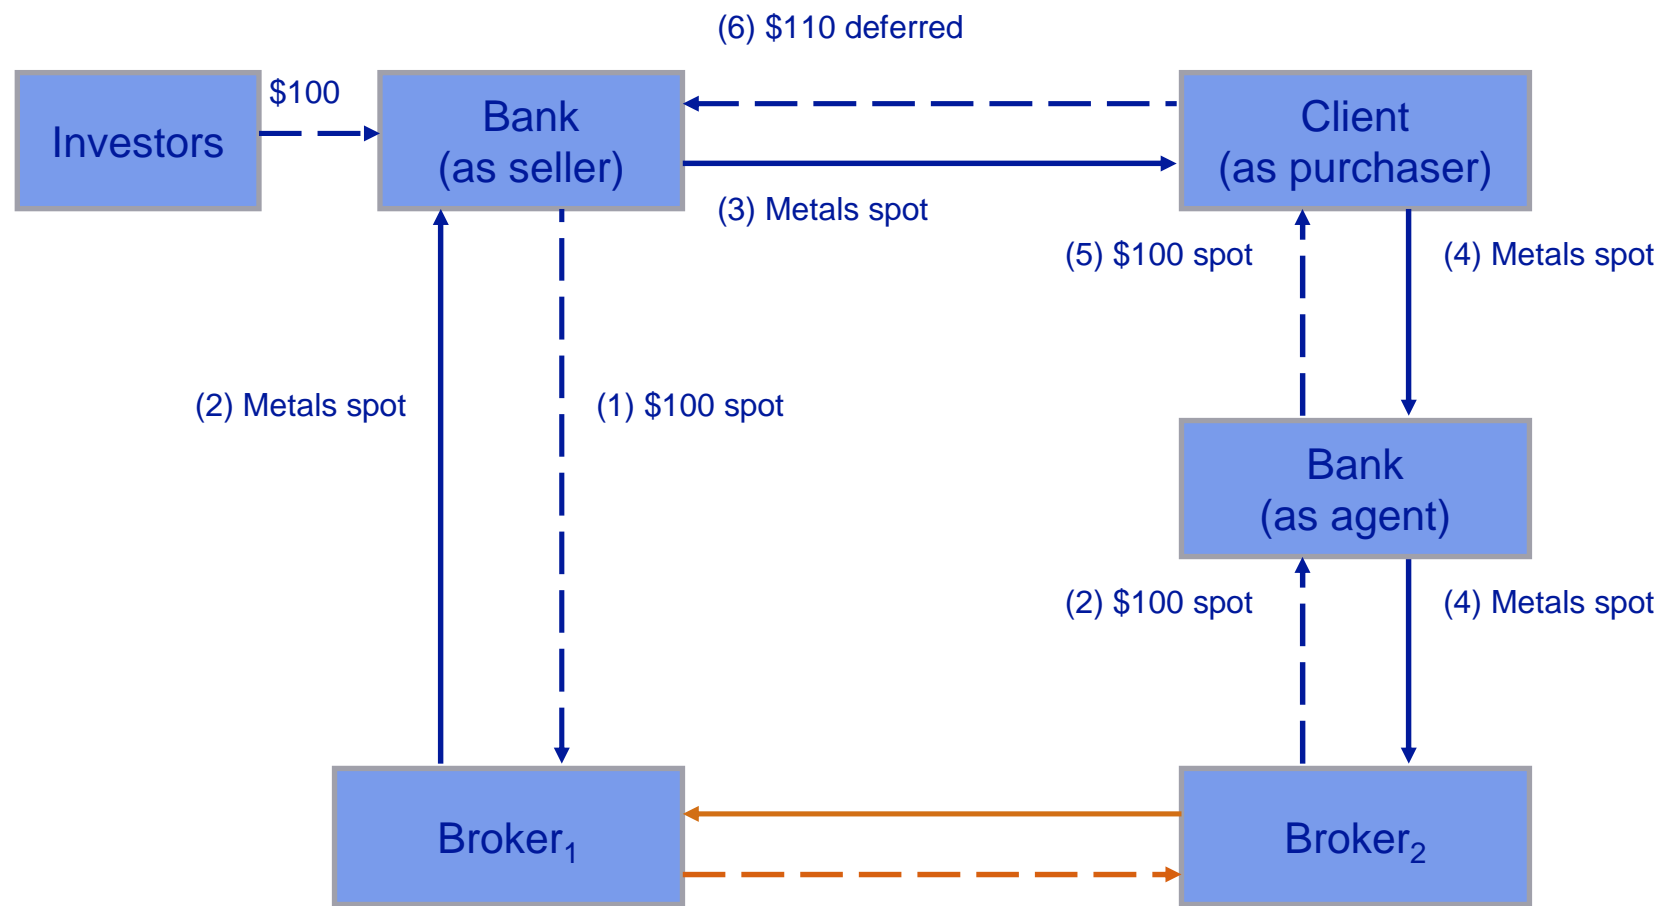 (6) $110 deferred
$100
Investors
Bank
(as seller)
Client
(as purchaser)
(3) Metals spot
(5) $100 spot
(4) Metals spot
(2) Metals spot
(1) $100 spot
Bank
(as agent)
(2) $100 spot
(4) Metals spot
Broker₁
Broker₂